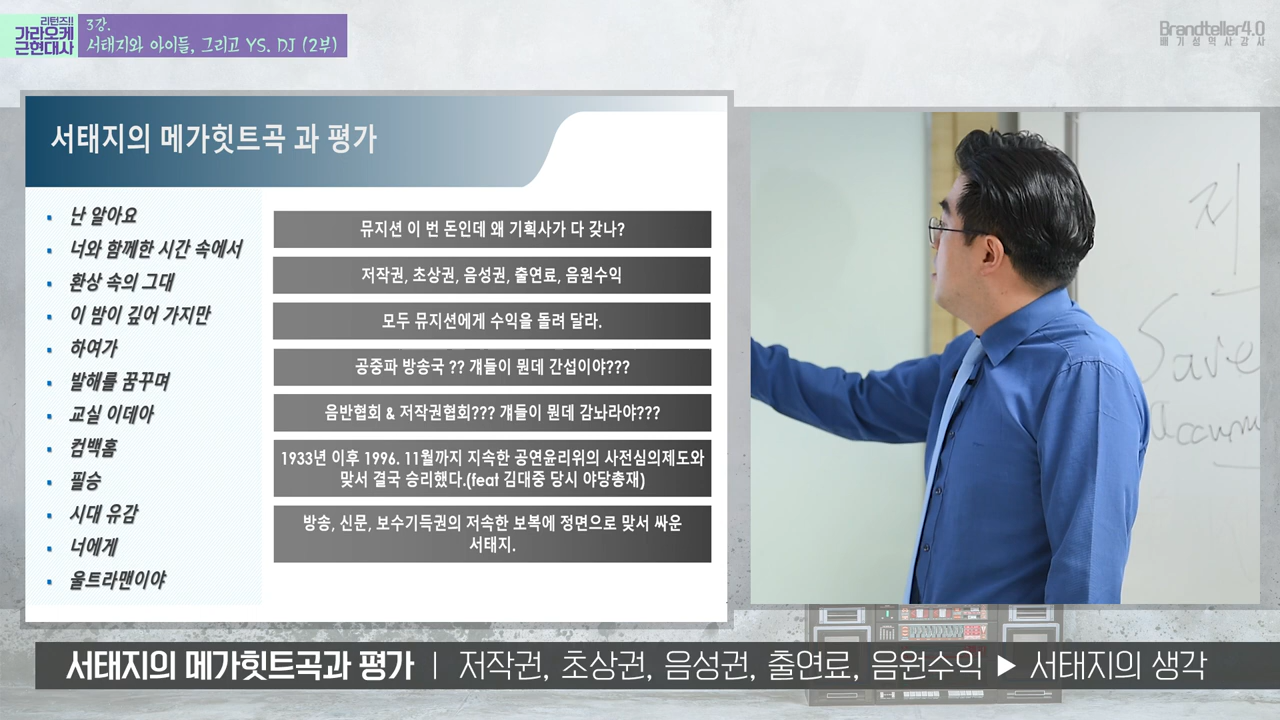 리턴즈!!
가라오케
근현대사
3강.
서태지와 아이들, 그리고 YS. DJ (2부)
Brandteller4.0
배기성역사강사
서태지의 메가힛트곡 과 평가
난 알아요
너와 함께한 시간 속에서
환상 속의 그대
이 밤이 깊어 가지만
하여가
발해를 꿈꾸며
교실 이데아
컴백홈
필승
시대 유감
너에게
울트라맨이야
뮤지션 이 번 돈인데 왜 기획사가 다 갖나?
저작권, 초상권, 음성권, 출연료, 음원수익
모두 뮤지션에게 수익을 돌려 달라.
공중파 방송국 ?? 걔들이 뭔데 간섭이야???
음반협회 & 저작권협회??? 걔들이 뭔데 감놔라야???
1933년 이후 1996. 11월까지 지속한 공연윤리위의 사전심의제도와
맞서 결국 승리했다.(feat 김대중 당시 야당총재)
방송, 신문, 보수기득권의 저속한 보복에 정면으로 맞서 싸운
서태지.
Save
서태지의 메가힛트곡과 평가 | 저작권, 초상권, 음성권, 출연료, 음원수익 ▶ 서태지의 생각